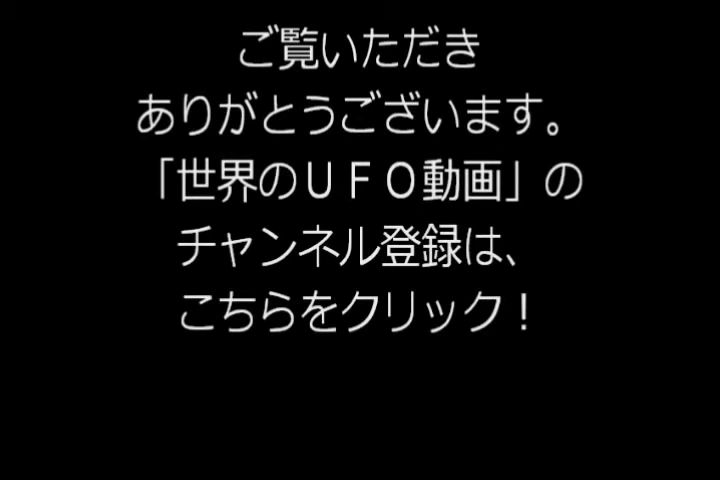 ご覧いただき
ありがとうございます。
「世界のＵＦＯ動画」の
チャンネル登録は、
こちらをクリック！